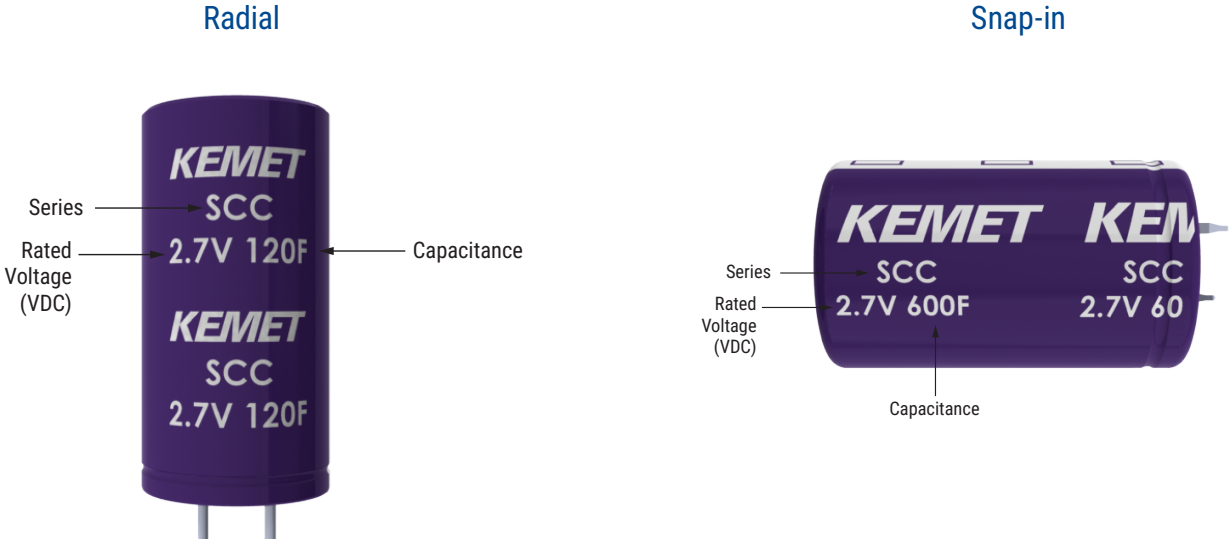 Radial
KEMET
SCC
2.7V 120F
KEMET
SCC
2.7V 120F
Series
Rated
Voltage
(VDC)
Capacitance
Snap-in
KEMET
SCC
2.7V 600F
KEM
SCC
2.7V 60
Series
Rated
Voltage
(VDC)
Capacitance